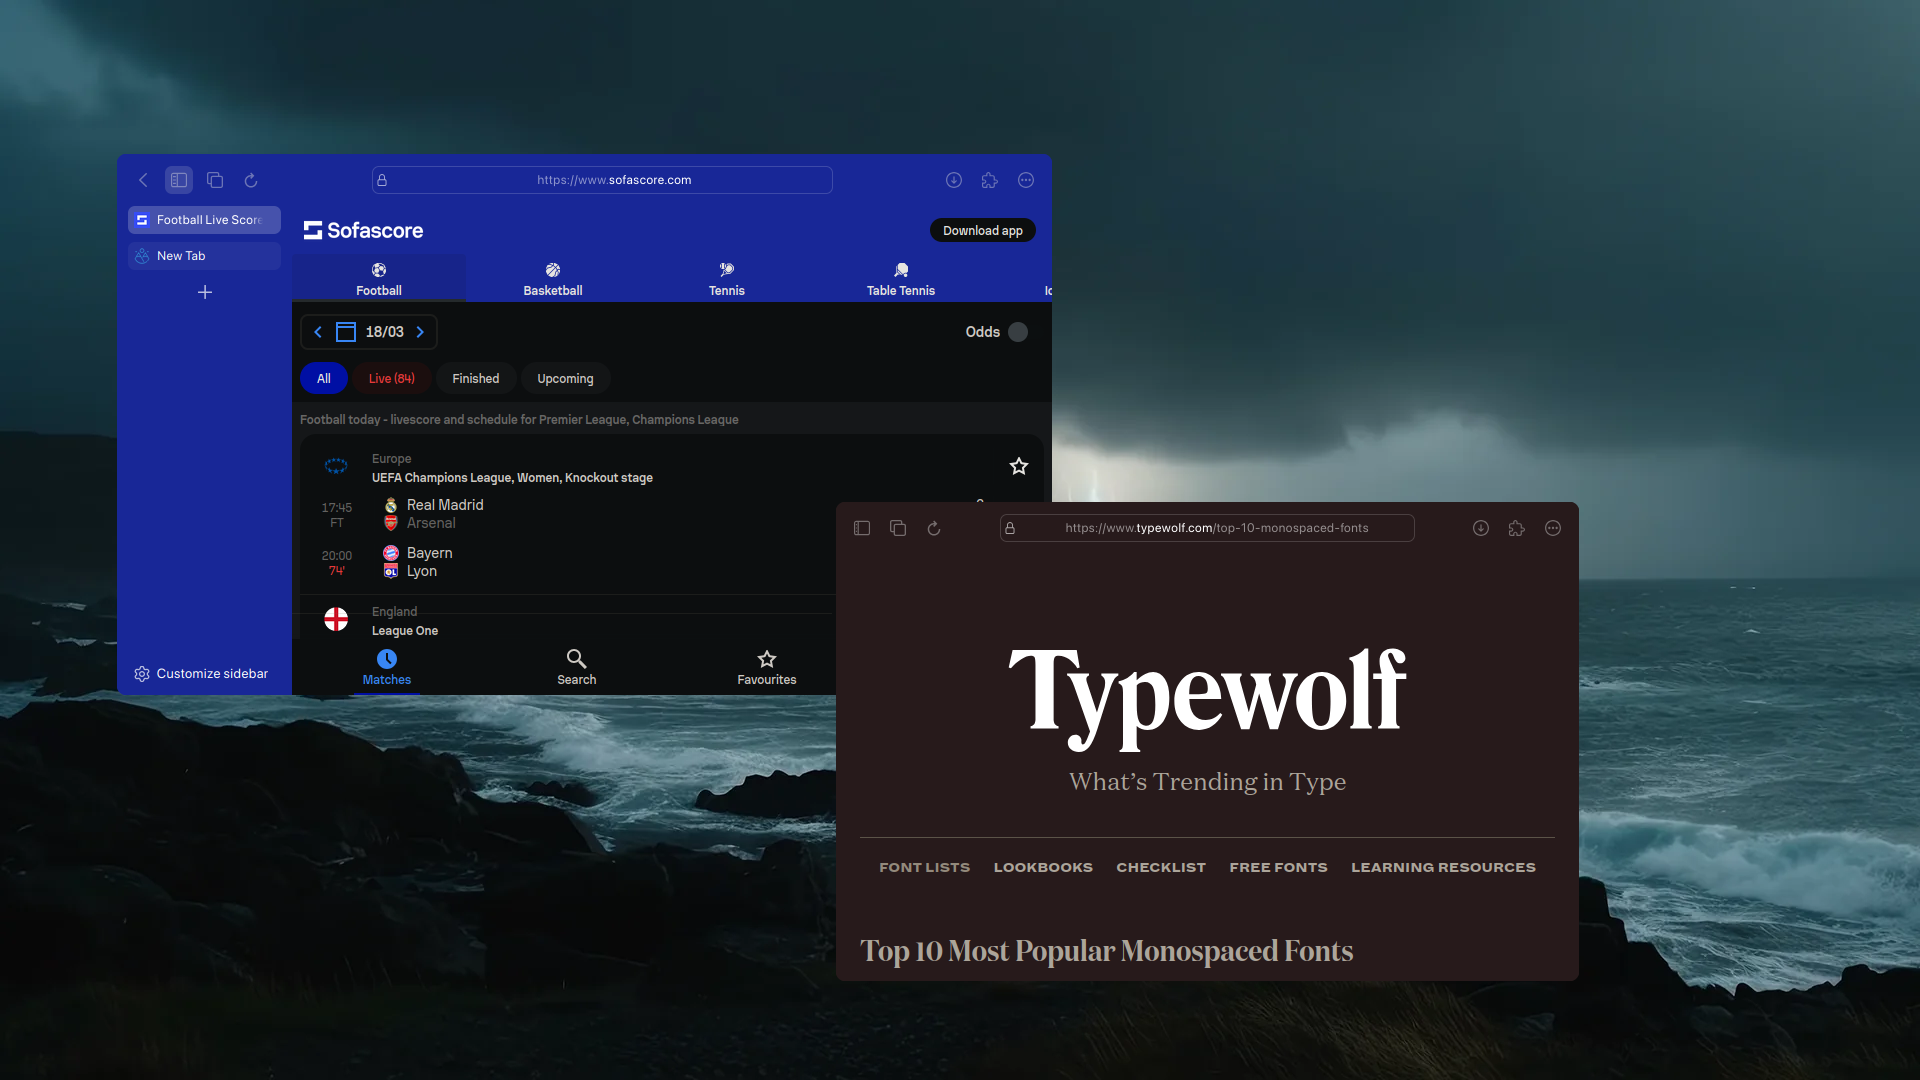 https://www.sofascore.com
Football Live Score
New Tab
Customize sidebar
Sofascore
Download app
Football
Basketball
Tennis
Table Tennis
18/03
Odds
All
Live (84)
Finished
Upcoming
Football today - livescore and schedule for Premier League, Champions League
Europe
UEFA Champions League, Women, Knockout stage
17:45
FT
Real Madrid
Arsenal
20:00
74'
Bayern
Lyon
England
League One
Matches
Search
Favourites
https://www.typewolf.com/top-10-monospaced-fonts
Typewolf
What's Trending in Type
FONT LISTS
LOOKBOOKS
CHECKLIST
FREE FONTS
LEARNING RESOURCES
Top 10 Most Popular Monospaced Fonts